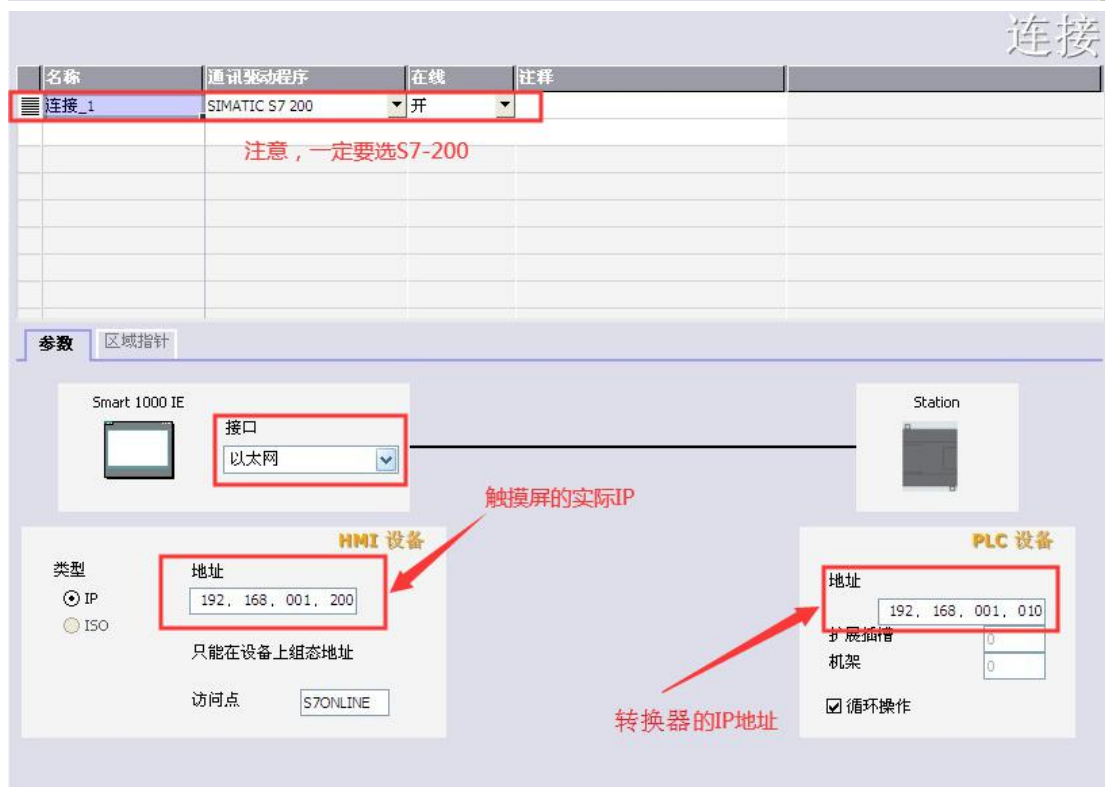 连接
名称 通讯驱动程序 在线 注释
连接_1 SIMATIC S7 200 开
注意，一定要选S7-200
参数 区域指针
Smart 1000 IE
接口
以太网
Station
触摸屏的实际IP
HMI 设备
类型
IP
ISO
地址
192. 168. 001. 200
只能在设备上组态地址
访问点 S7ONLINE
PLC 设备
地址
192. 168. 001. 010
扩展插槽 0
机架 0
循环操作
转换器的IP地址